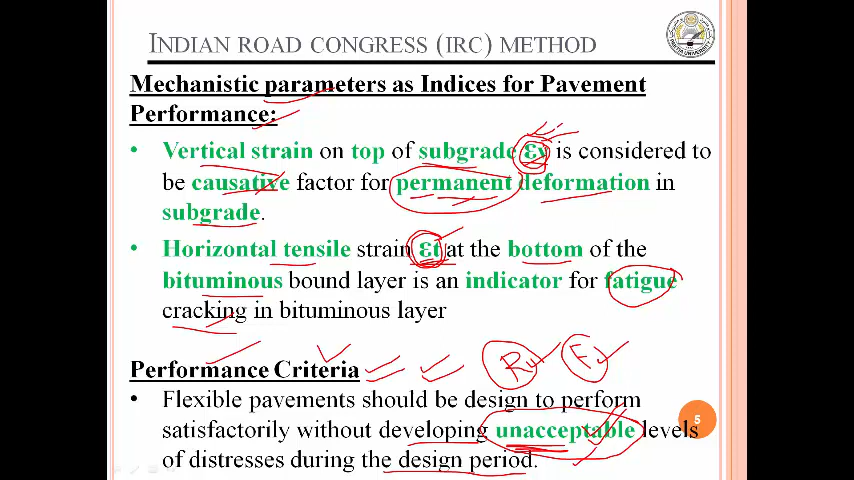 INDIAN ROAD CONGRESS (IRC) METHOD
Mechanistic parameters as Indices for Pavement
Performance:
• Vertical strain on top of subgrade εv is considered to
be causative factor for permanent deformation in
subgrade.
• Horizontal tensile strain εt at the bottom of the
bituminous bound layer is an indicator for fatigue
cracking in bituminous layer
Performance Criteria
• Flexible pavements should be design to perform
satisfactorily without developing unacceptable levels
of distresses during the design period.
5